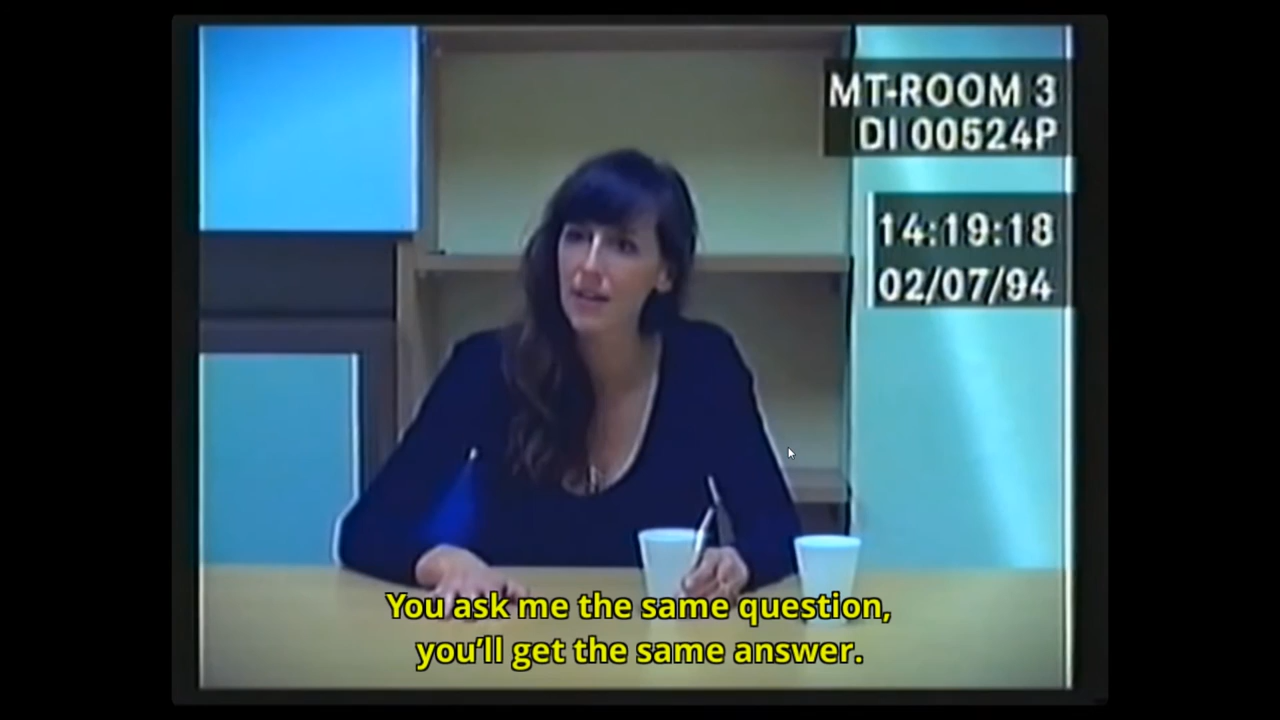 MT-ROOM 3
DI 00524P
14:19:18
02/07/94
You ask me the same question,
you’ll get the same answer.